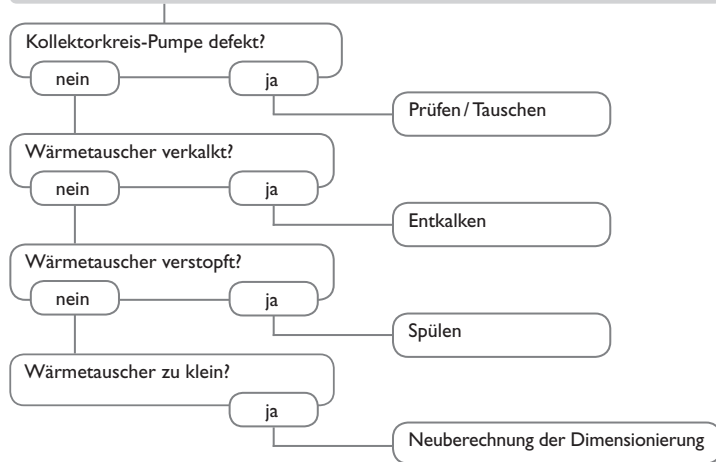 Kollektorkreis-Pumpe defekt?
nein
ja
Prüfen / Tauschen
Wärmetauscher verkalkt?
nein
ja
Entkalken
Wärmetauscher verstopft?
nein
ja
Spülen
Wärmetauscher zu klein?
ja
Neuberechnung der Dimensionierung